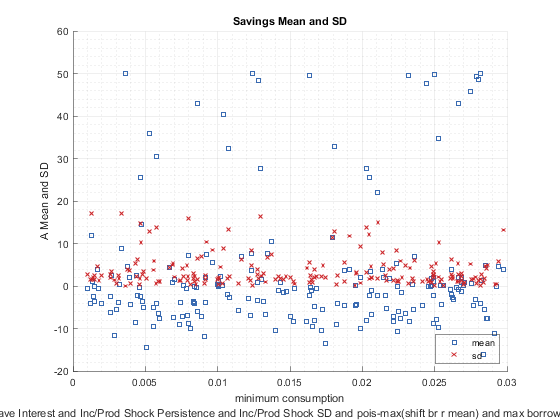 Savings Mean and SD
60
50
40
30
20
10
0
-10
-20
A Mean and SD
0
0.005
0.01
0.015
0.02
0.025
0.03
mean
sd
minimum consumption
Interest and Inc/Prod Shock Persistence and Inc/Prod Shock SD and pois-max(shift br r mean) and max